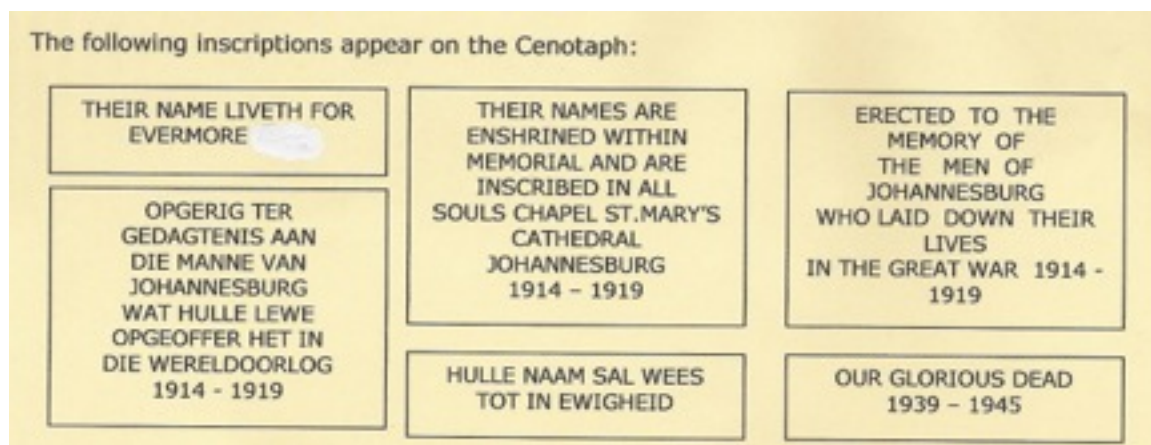 The following inscriptions appear on the Cenotaph:
THEIR NAME LIVETH FOR
EVERMORE
OPGERIG TER
GEDAGTENIS AAN
DIE MANNE VAN
JOHANNESBURG
WAT HULLE LEWE
OPGEOFFER HET IN
DIE WERELDOORLOG
1914 - 1919
THEIR NAMES ARE
ENSHRINED WITHIN
MEMORIAL AND ARE
INSCRIBED IN ALL
SOULS CHAPEL ST.MARY'S
CATHEDRAL
JOHANNESBURG
1914 – 1919
HULLE NAAM SAL WEES
TOT IN EWIGHEID
ERECTED TO THE
MEMORY OF
THE MEN OF
JOHANNESBURG
WHO LAID DOWN THEIR
LIVES
IN THE GREAT WAR 1914 -
1919
OUR GLORIOUS DEAD
1939 – 1945